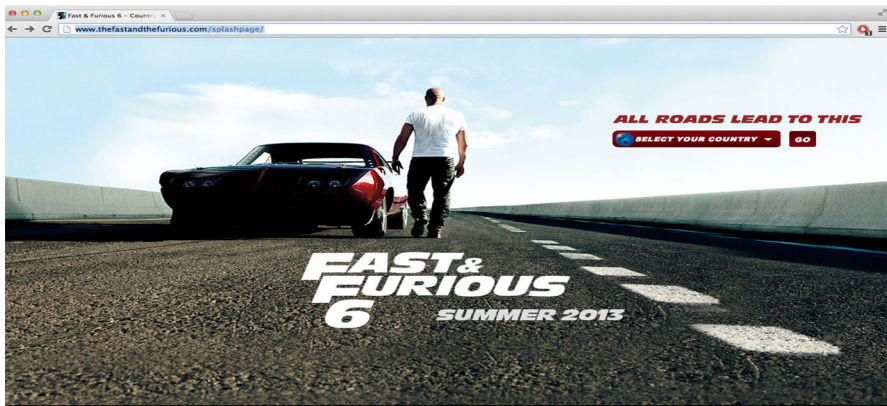 Fast & Furious 6 – Countr
www.thefastandthefurious.com/splashpage/
ALL ROADS LEAD TO THIS
SELECT YOUR COUNTRY
GO
FAST &
FURIOUS
6
SUMMER 2013